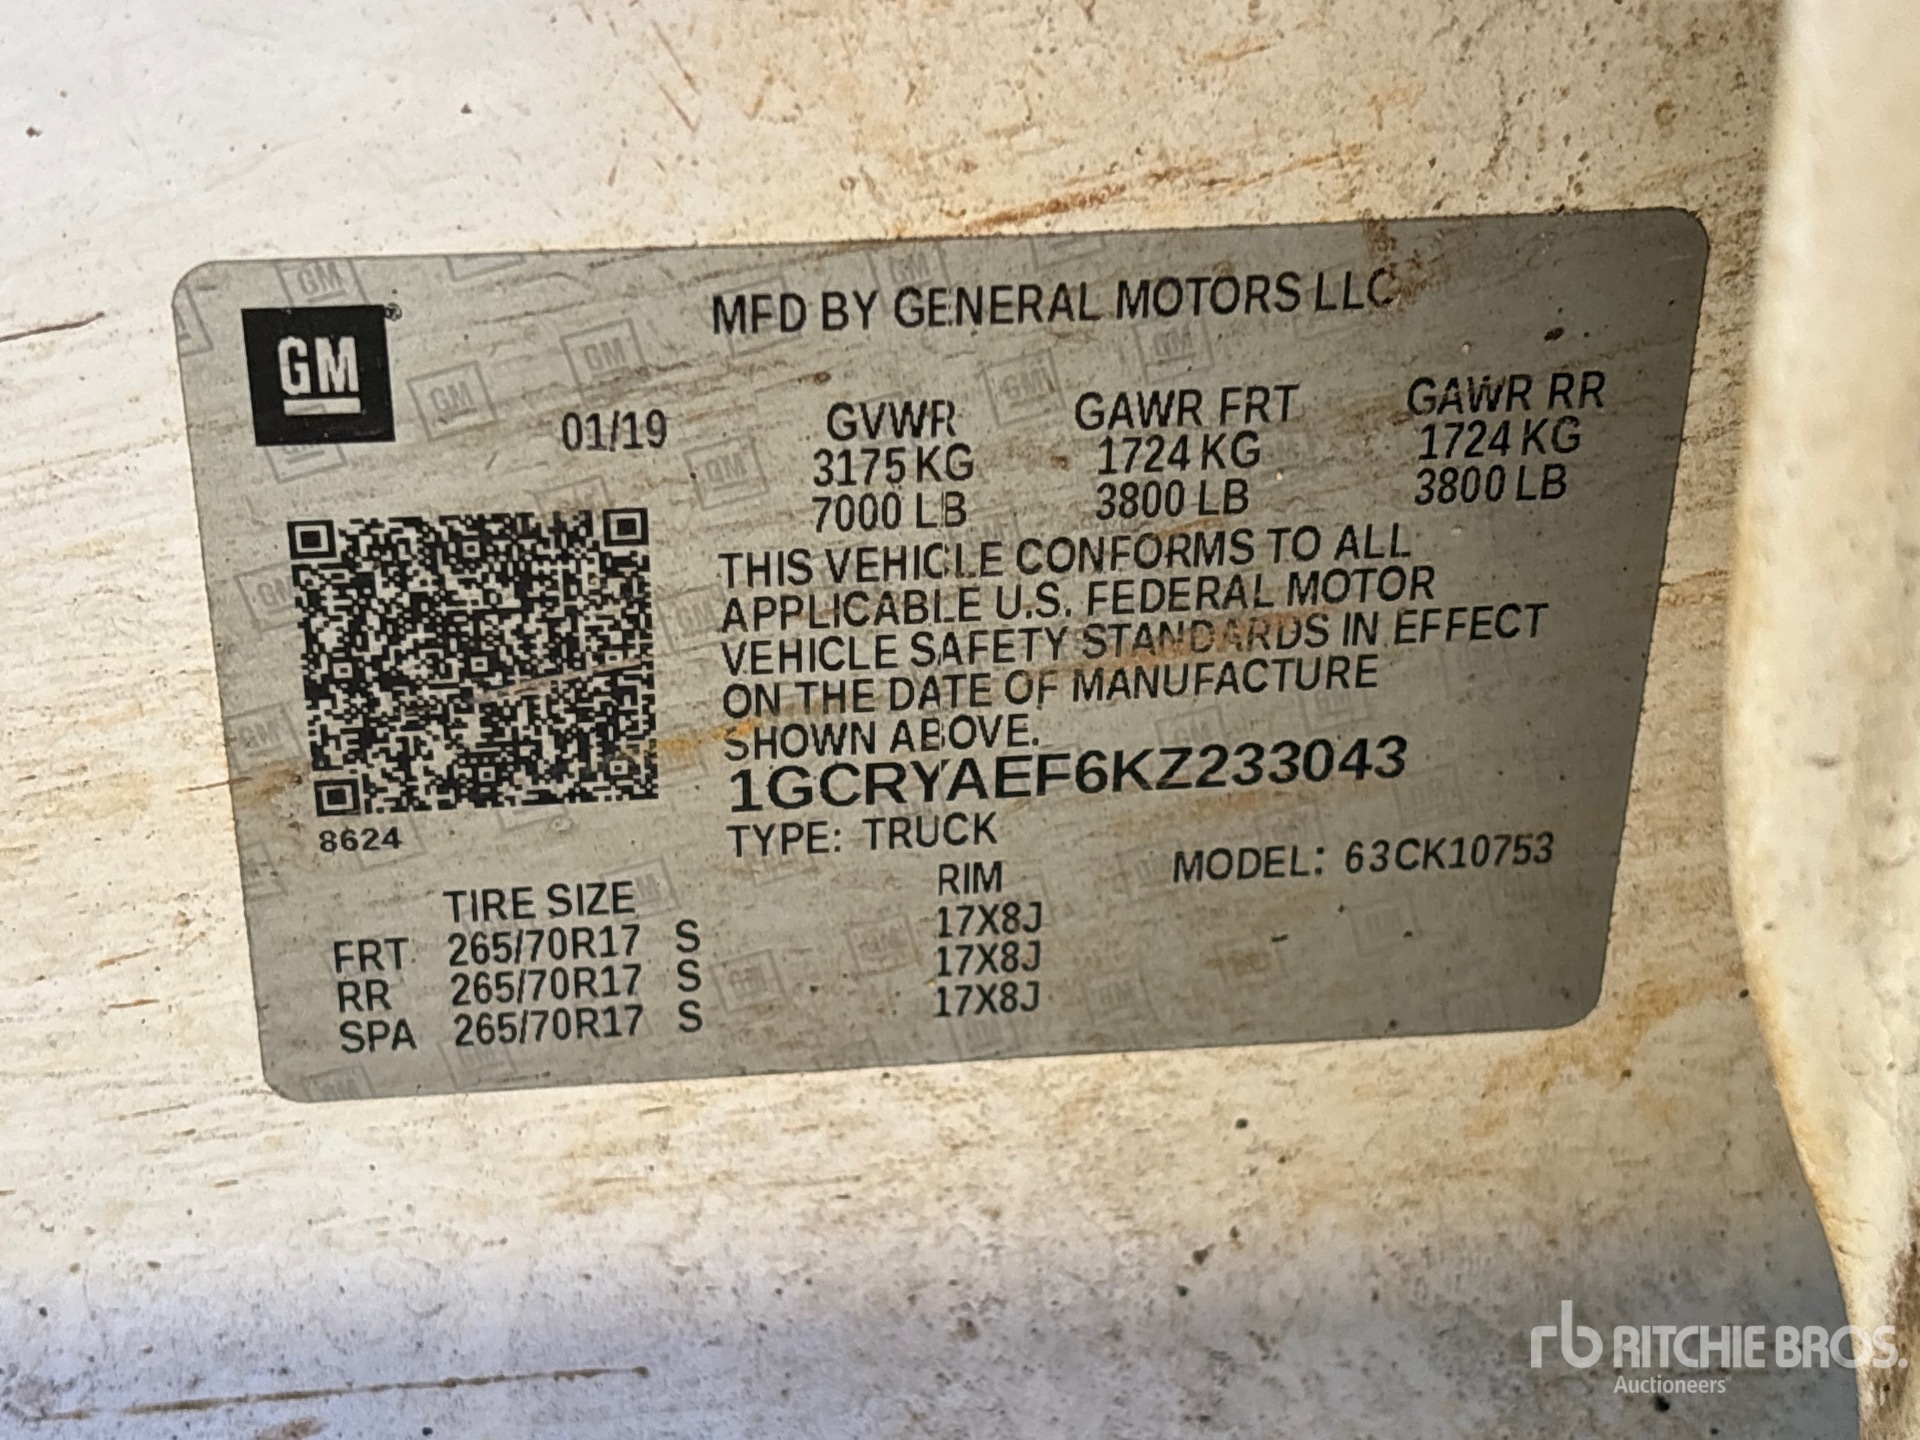 GM
MFD BY GENERAL MOTORS LLC
01/19 GVWR GAWR FRT GAWR RR
3175 KG 1724 KG 1724 KG
7000 LB 3800 LB 3800 LB
THIS VEHICLE CONFORMS TO ALL
APPLICABLE U.S. FEDERAL MOTOR
VEHICLE SAFETY STANDARDS IN EFFECT
ON THE DATE OF MANUFACTURE
SHOWN ABOVE.
1GCRYAEF6KZ233043
8624 TYPE: TRUCK MODEL: 63CK10753
TIRE SIZE RIM
FRT 265/70R17 S 17X8J
RR 265/70R17 S 17X8J
SPA 265/70R17 S 17X8J
rb RITCHIE BROS.
Auctioneers